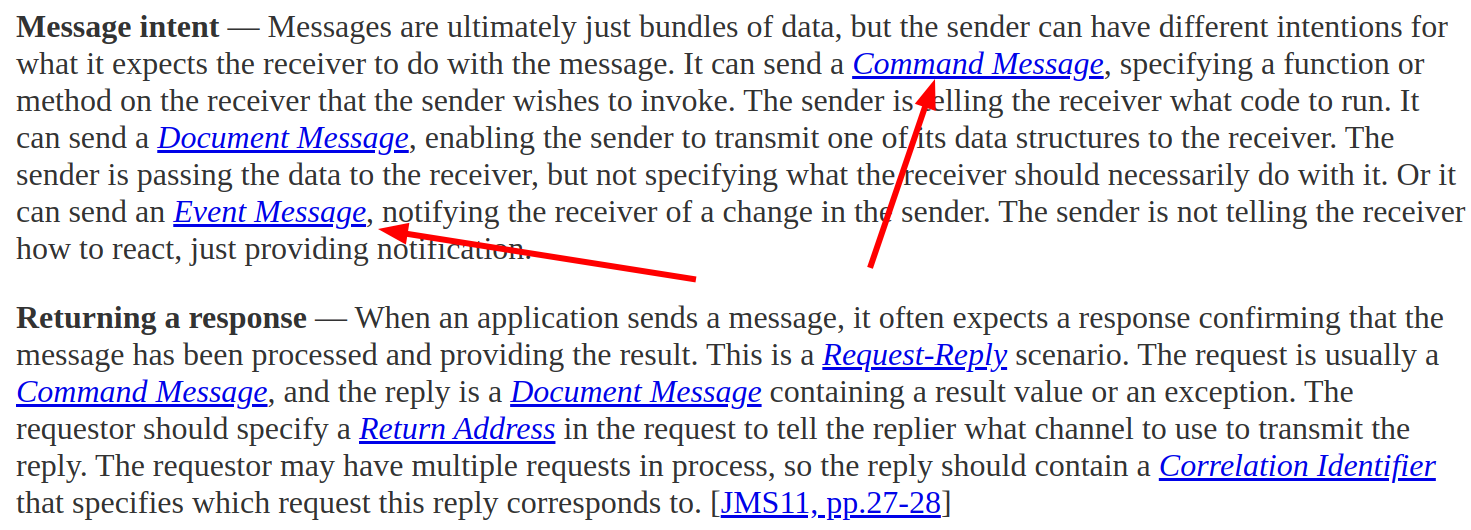 Message intent — Messages are ultimately just bundles of data, but the sender can have different intentions for
what it expects the receiver to do with the message. It can send a Command Message, specifying a function or
method on the receiver that the sender wishes to invoke. The sender is telling the receiver what code to run. It
can send a Document Message, enabling the sender to transmit one of its data structures to the receiver. The
sender is passing the data to the receiver, but not specifying what the receiver should necessarily do with it. Or it
can send an Event Message, notifying the receiver of a change in the sender. The sender is not telling the receiver
how to react, just providing notification.
Returning a response — When an application sends a message, it often expects a response confirming that the
message has been processed and providing the result. This is a Request-Reply scenario. The request is usually a
Command Message, and the reply is a Document Message containing a result value or an exception. The
requestor should specify a Return Address in the request to tell the replier what channel to use to transmit the
reply. The requestor may have multiple requests in process, so the reply should contain a Correlation Identifier
that specifies which request this reply corresponds to. [JMS11, pp.27-28]